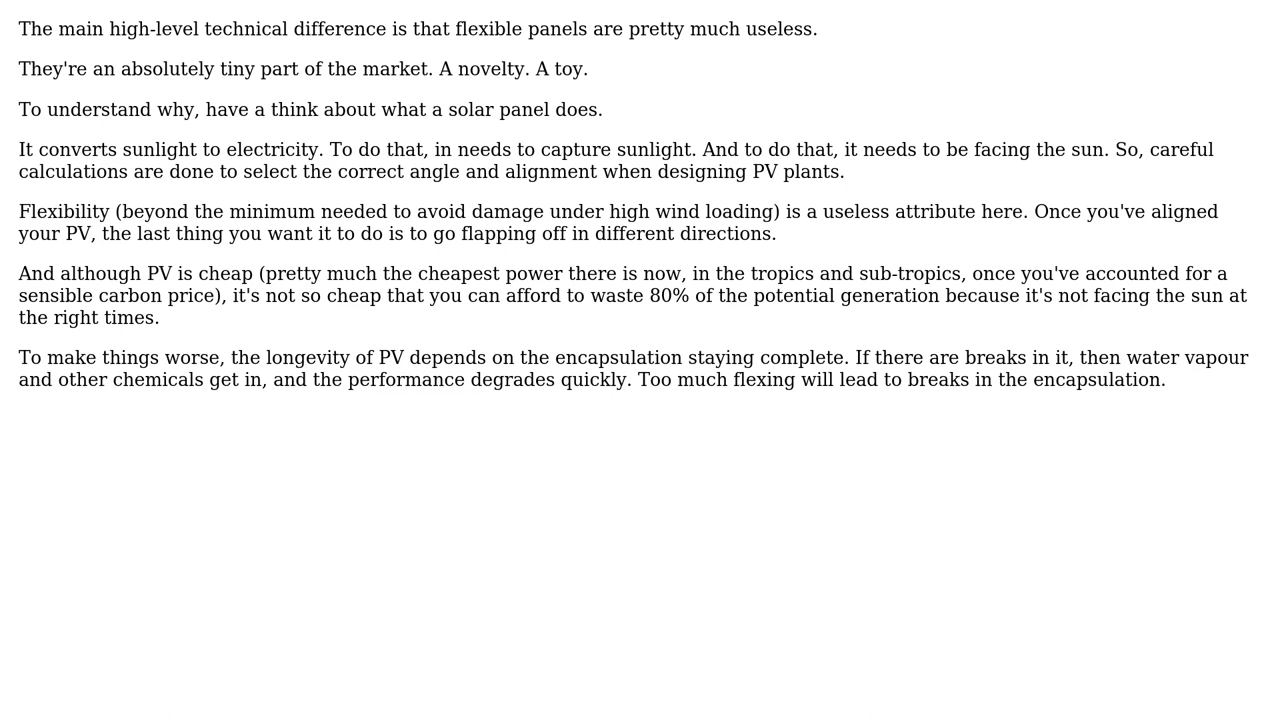 The main high-level technical difference is that flexible panels are pretty much useless.
They're an absolutely tiny part of the market. A novelty. A toy.
To understand why, have a think about what a solar panel does.
It converts sunlight to electricity. To do that, in needs to capture sunlight. And to do that, it needs to be facing the sun. So, careful
calculations are done to select the correct angle and alignment when designing PV plants.
Flexibility (beyond the minimum needed to avoid damage under high wind loading) is a useless attribute here. Once you've aligned
your PV, the last thing you want it to do is to go flapping off in different directions.
And although PV is cheap (pretty much the cheapest power there is now, in the tropics and sub-tropics, once you've accounted for a
sensible carbon price), it's not so cheap that you can afford to waste 80% of the potential generation because it's not facing the sun at
the right times.
To make things worse, the longevity of PV depends on the encapsulation staying complete. If there are breaks in it, then water vapour
and other chemicals get in, and the performance degrades quickly. Too much flexing will lead to breaks in the encapsulation.